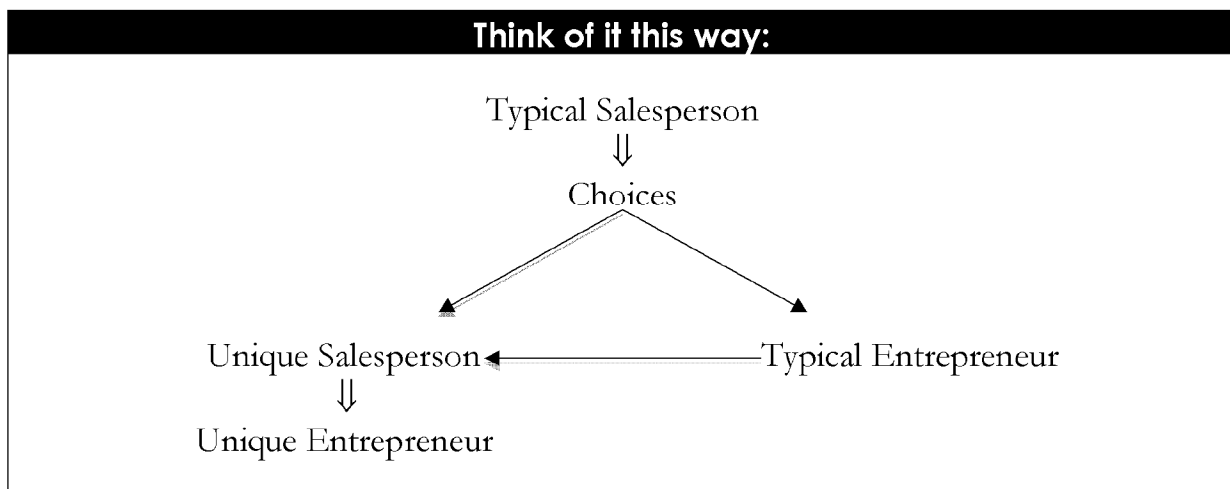 Think of it this way:
Typical Salesperson
Choices
Unique Salesperson
Typical Entrepreneur
Unique Entrepreneur